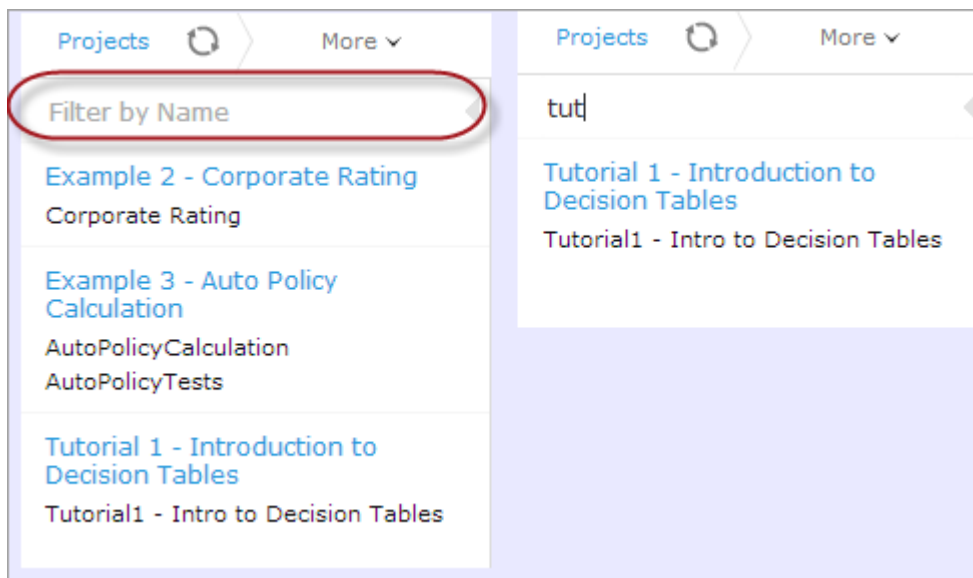 Projects More
Filter by Name
Example 2 - Corporate Rating
Corporate Rating
Example 3 - Auto Policy
Calculation
AutoPolicyCalculation
AutoPolicyTests
Tutorial 1 - Introduction to
Decision Tables
Tutorial1 - Intro to Decision Tables
Projects More
tut
Tutorial 1 - Introduction to
Decision Tables
Tutorial1 - Intro to Decision Tables